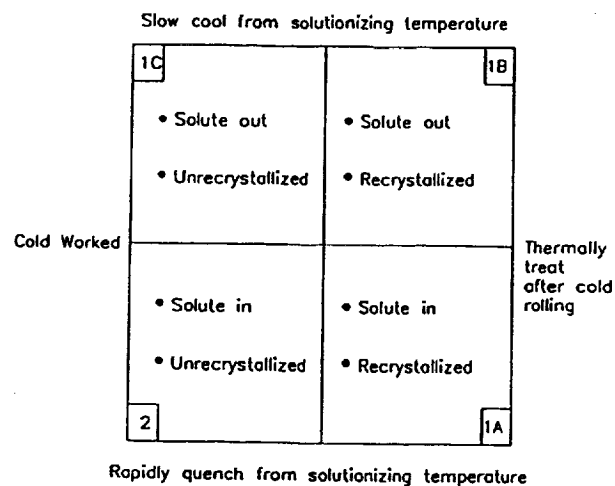 Slow cool from solutionizing temperature
1C
1B
• Solute out
• Solute out
• Unrecrystallized
• Recrystallized
Cold Worked
Thermally
treat
after cold
rolling
• Solute in
• Solute in
• Unrecrystallized
• Recrystallized
2
1A
Rapidly quench from solutionizing temperature